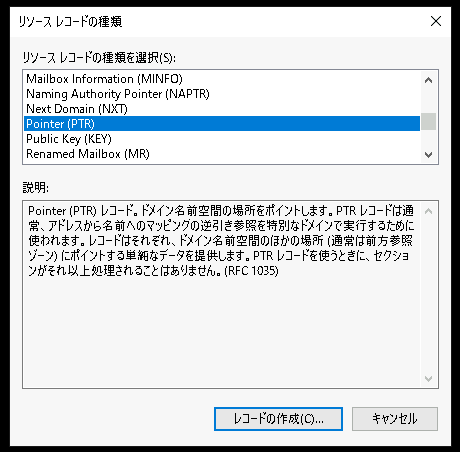 リソース レコードの種類
リソース レコードの種類を選択(S):
Mailbox Information (MINFO)
Naming Authority Pointer (NAPTR)
Next Domain (NXT)
Pointer (PTR)
Public Key (KEY)
Renamed Mailbox (MR)
説明:
Pointer (PTR) レコード。ドメイン名前空間の場所をポイントします。PTR レコードは通
常、アドレスから名前へのマッピングの逆引き参照を特別なドメインで実行するために
使われます。レコードはそれぞれ、ドメイン名前空間のほかの場所 (通常は前方参照
ゾーン) にポイントする単純なデータを提供します。PTR レコードを使うときに、セクショ
ンがそれ以上処理されることはありません。(RFC 1035)
レコードの作成(C)...
キャンセル